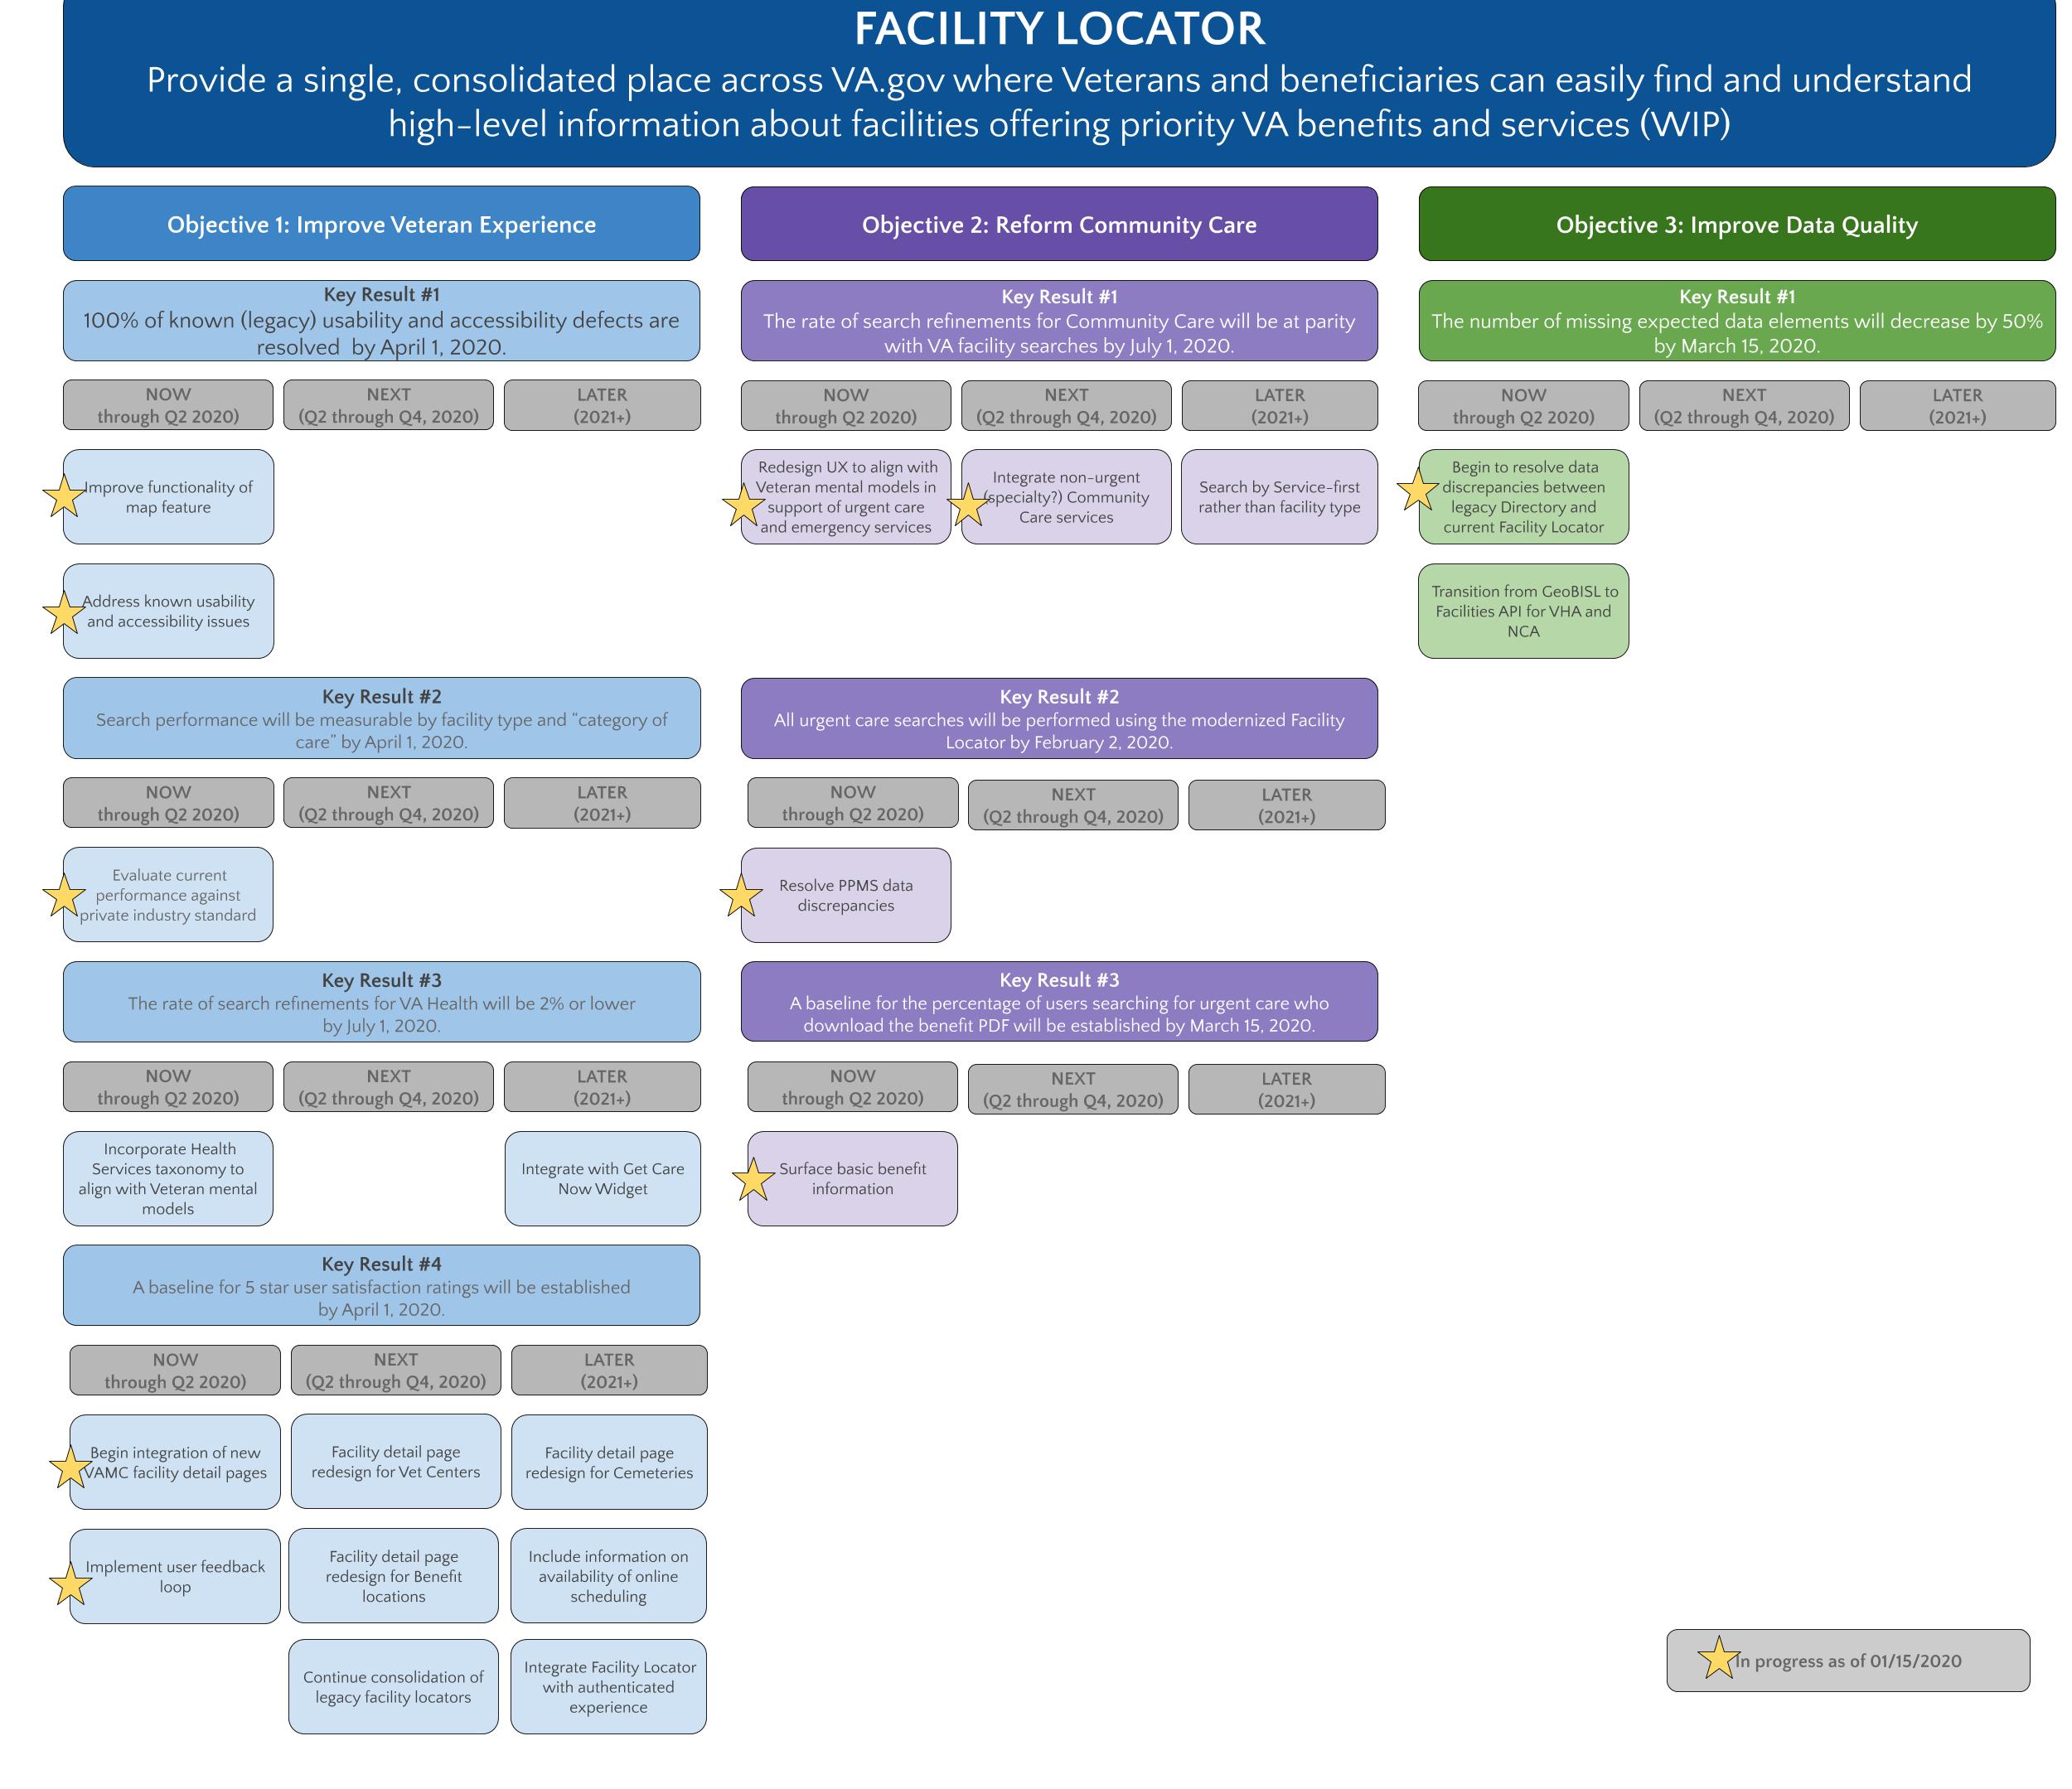 FACILITY LOCATOR
Provide a single, consolidated place across VA.gov where Veterans and beneficiaries can easily find and understand
high-level information about facilities offering priority VA benefits and services (WIP)
Objective 1: Improve Veteran Experience
Key Result #1
100% of known (legacy) usability and accessibility defects are
resolved by April 1, 2020.
NOW
through Q2 2020)
NEXT
(Q2 through Q4, 2020)
LATER
(2021+)
Improve functionality of
map feature
Address known usability
and accessibility issues
Key Result #2
Search performance will be measurable by facility type and “category of
care” by April 1, 2020.
NOW
through Q2 2020)
NEXT
(Q2 through Q4, 2020)
LATER
(2021+)
Evaluate current
performance against
private industry standard
Key Result #3
The rate of search refinements for VA Health will be 2% or lower
by July 1, 2020.
NOW
through Q2 2020)
NEXT
(Q2 through Q4, 2020)
LATER
(2021+)
Incorporate Health
Services taxonomy to
align with Veteran mental
models
Integrate with Get Care
Now Widget
Key Result #4
A baseline for 5 star user satisfaction ratings will be established
by April 1, 2020.
NOW
through Q2 2020)
NEXT
(Q2 through Q4, 2020)
LATER
(2021+)
Begin integration of new
VAMC facility detail pages
Facility detail page
redesign for Vet Centers
Facility detail page
redesign for Cemeteries
Implement user feedback
loop
Facility detail page
redesign for Benefit
locations
Include information on
availability of online
scheduling
Continue consolidation of
legacy facility locators
Integrate Facility Locator
with authenticated
experience
Objective 2: Reform Community Care
Key Result #1
The rate of search refinements for Community Care will be at parity
with VA facility searches by July 1, 2020.
NOW
through Q2 2020)
NEXT
(Q2 through Q4, 2020)
LATER
(2021+)
Redesign UX to align with
Veteran mental models in
support of urgent care
and emergency services
Integrate non-urgent
(specialty?) Community
Care services
Search by Service-first
rather than facility type
Key Result #2
All urgent care searches will be performed using the modernized Facility
Locator by February 2, 2020.
NOW
through Q2 2020)
NEXT
(Q2 through Q4, 2020)
LATER
(2021+)
Resolve PPMS data
discrepancies
Key Result #3
A baseline for the percentage of users searching for urgent care who
download the benefit PDF will be established by March 15, 2020.
NOW
through Q2 2020)
NEXT
(Q2 through Q4, 2020)
LATER
(2021+)
Surface basic benefit
information
Objective 3: Improve Data Quality
Key Result #1
The number of missing expected data elements will decrease by 50%
by March 15, 2020.
NOW
through Q2 2020)
NEXT
(Q2 through Q4, 2020)
LATER
(2021+)
Begin to resolve data
discrepancies between
legacy Directory and
current Facility Locator
Transition from GeoBISL to
Facilities API for VHA and
NCA
In progress as of 01/15/2020